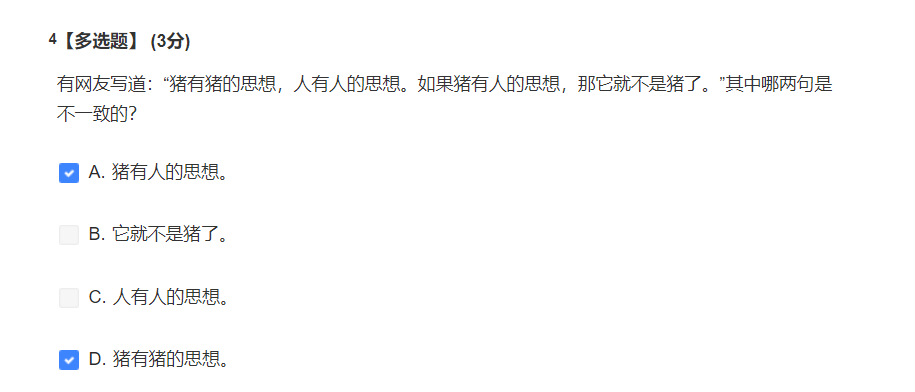 4【多选题】 (3分)
有网友写道：“猪有猪的思想，人有人的思想。如果猪有人的思想，那它就不是猪了。”其中哪两句是
不一致的？
A. 猪有人的思想。
B. 它就不是猪了。
C. 人有人的思想。
D. 猪有猪的思想。